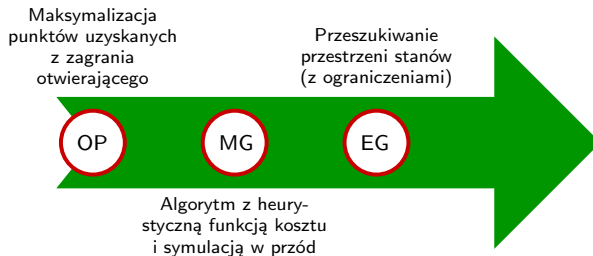 Maksymalizacja
punktów uzyskanych
z zagrania
otwierającego
Przeszukiwanie
przestrzeni stanów
(z ograniczeniami)
OP
MG
EG
Algorytm z heury-
styczną funkcją kosztu
i symulacją w przód